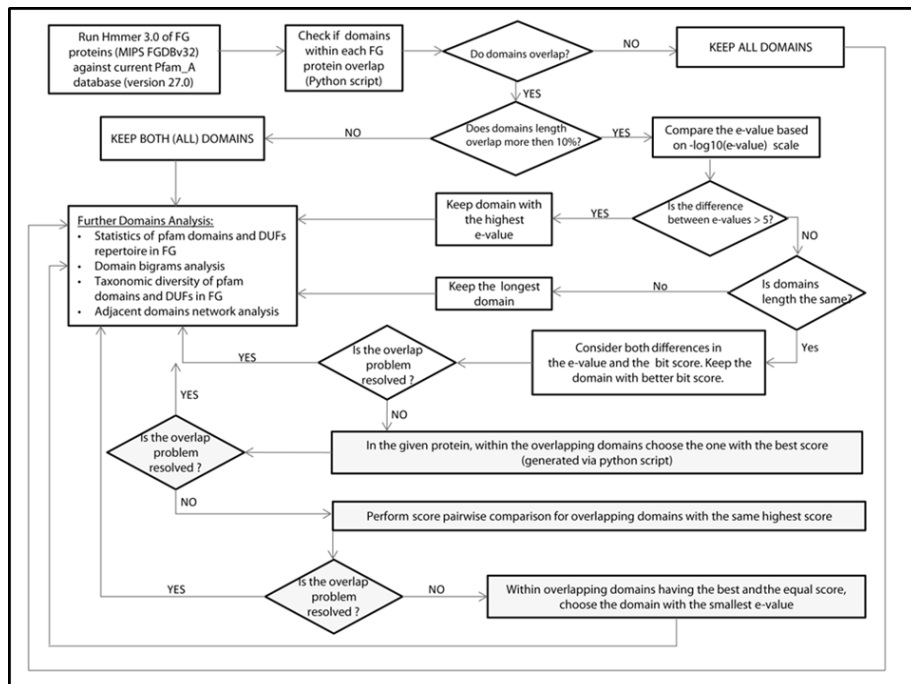 Run Hmmer 3.0 of FG
proteins (MIPS FGDBv32)
against current Pfam_A
database (version 27.0)
Check if domains
within each FG
protein overlap
(Python script)
Do domains overlap?
NO
KEEP ALL DOMAINS
YES
KEEP BOTH (ALL) DOMAINS
NO
Does domains length
overlap more then 10%?
YES
Compare the e-value based
on -log10(e-value) scale
Further Domains Analysis:
• Statistics of pfam domains and DUFs
repertoire in FG
• Domain bigrams analysis
• Taxonomic diversity of pfam
domains and DUFs in FG
• Adjacent domains network analysis
Keep domain with
the highest
e-value
YES
Is the difference
between e-values > 5?
NO
Keep the longest
domain
No
Is domains
length the same?
Yes
YES
Is the overlap
problem
resolved ?
Consider both differences in
the e-value and the bit score. Keep the
domain with better bit score.
YES
NO
Is the overlap
problem
resolved ?
In the given protein, within the overlapping domains choose the one with the best score
(generated via python script)
NO
Perform score pairwise comparison for overlapping domains with the same highest score
YES
Is the overlap
problem
resolved ?
NO
Within overlapping domains having the best and the equal score,
choose the domain with the smallest e-value